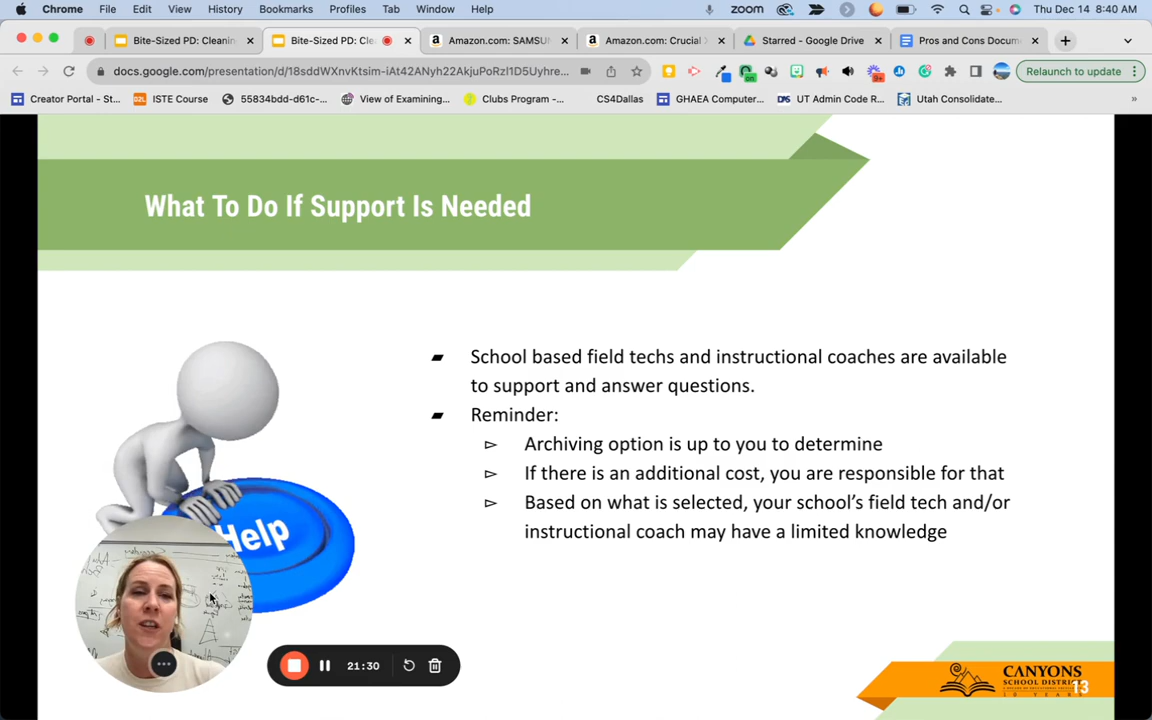 Chrome File Edit View History Bookmarks Profiles Tab Window Help zoom Thu Dec 14 8:40 AM
Bite-Sized PD: Cleanin Bite-Sized PD: Cle Amazon.com: SAMSU Amazon.com: Crucial X Starred - Google Drive Pros and Cons Docum
docs.google.com/presentation/d/18sddWXnvKtsim-iAt42ANyh22AkjuPoRzl1D5Uyhre... Relaunch to update
Creator Portal - St... ISTE Course 55834bdd-d61c-... View of Examining... Clubs Program -... CS4Dallas GHAEA Computer... UT Admin Code R... Utah Consolidate...
What To Do If Support Is Needed
School based field techs and instructional coaches are available
to support and answer questions.
Reminder:
Archiving option is up to you to determine
If there is an additional cost, you are responsible for that
Based on what is selected, your school's field tech and/or
instructional coach may have a limited knowledge
Help
21:30
CANYONS
SCHOOL DISTRI
13